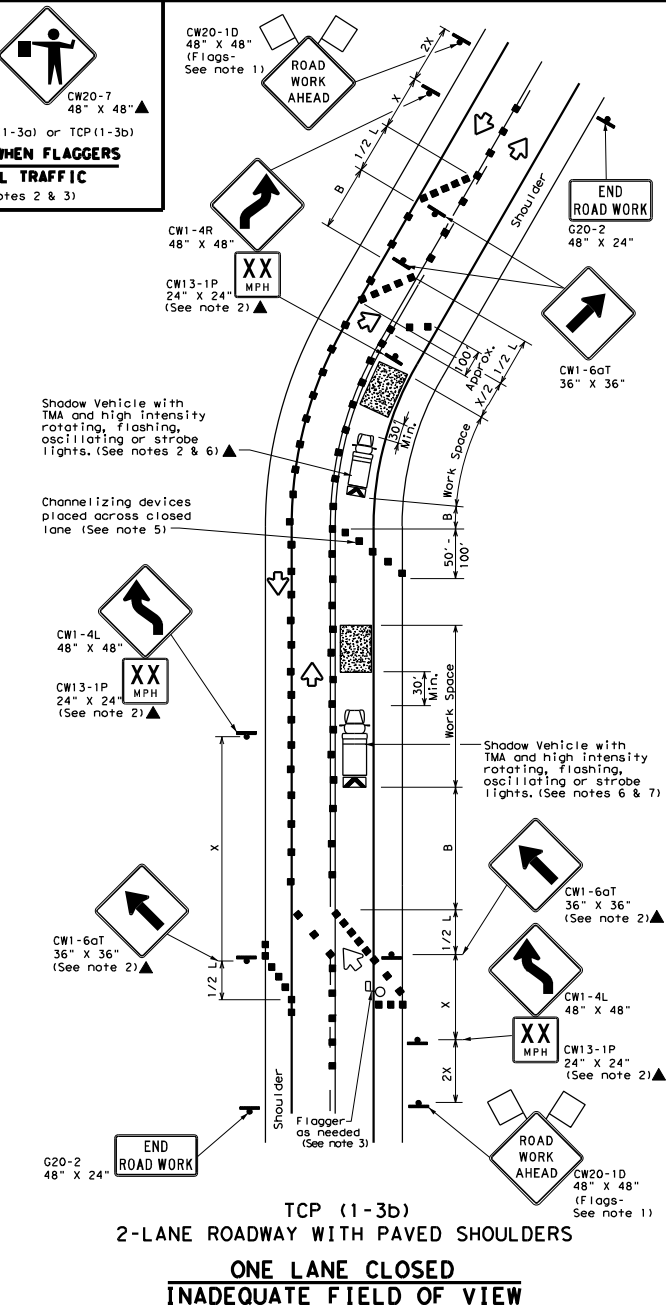 CW20-7
48" X 48"▲
1-3a) or TCP(1-3b)
WHEN FLAGGERS
L TRAFFIC
otes 2 & 3)
CW20-1D
48" X 48"
(Flags-
See note 1)
ROAD
WORK
AHEAD
2X
X
1/2 L
B
END
ROAD WORK
G20-2
48" X 24"
Shoulder
CW1-4R
48" X 48"
XX
MPH
CW13-1P
24" X 24"
(See note 2)▲
CW1-6aT
36" X 36"
100'
Approx.
1/2 L
X/2
30'
Min.
Work Space
B
50'-
100'
Shadow Vehicle with
TMA and high intensity
rotating, flashing,
oscillating or strobe
lights. (See notes 2 & 6)▲
Channelizing devices
placed across closed
lane (See note 5)
CW1-4L
48" X 48"
XX
MPH
CW13-1P
24" X 24"
(See note 2)▲
30'
Min.
Work Space
Shadow Vehicle with
TMA and high intensity
rotating, flashing,
oscillating or strobe
lights. (See notes 6 & 7)
X
B
CW1-6aT
36" X 36"
(See note 2)▲
1/2 L
CW1-6aT
36" X 36"
(See note 2)▲
1/2 L
X
2X
CW1-4L
48" X 48"
XX
MPH
CW13-1P
24" X 24"
(See note 2)▲
Shoulder
Flagger
as needed
(See note 3)
END
ROAD WORK
G20-2
48" X 24"
ROAD
WORK
AHEAD
CW20-1D
48" X 48"
(Flags-
See note 1)
TCP (1-3b)
2-LANE ROADWAY WITH PAVED SHOULDERS
ONE LANE CLOSED
INADEQUATE FIELD OF VIEW